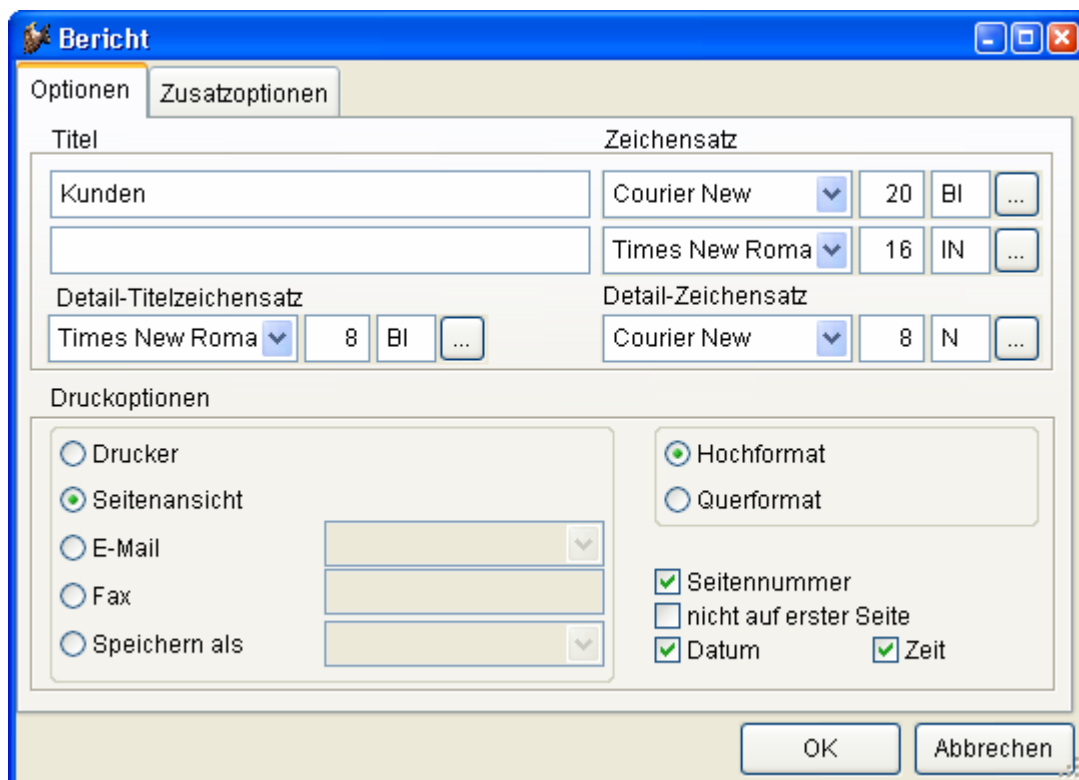 Bericht
Optionen Zusatzoptionen
Titel Zeichensatz
Kunden Courier New 20 BI ...
Times New Roma 16 IN ...
Detail-Titelzeichensatz Detail-Zeichensatz
Times New Roma 8 BI ... Courier New 8 N ...
Druckoptionen
Drucker Hochformat
Seitenansicht Querformat
E-Mail
Fax Seitennummer
nicht auf erster Seite
Speichern als Datum Zeit
OK Abbrechen